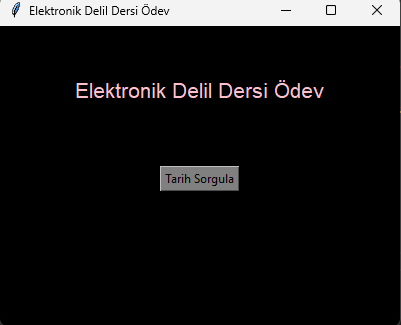 Elektronik Delil Dersi Ödev
Elektronik Delil Dersi Ödev
Tarih Sorgula